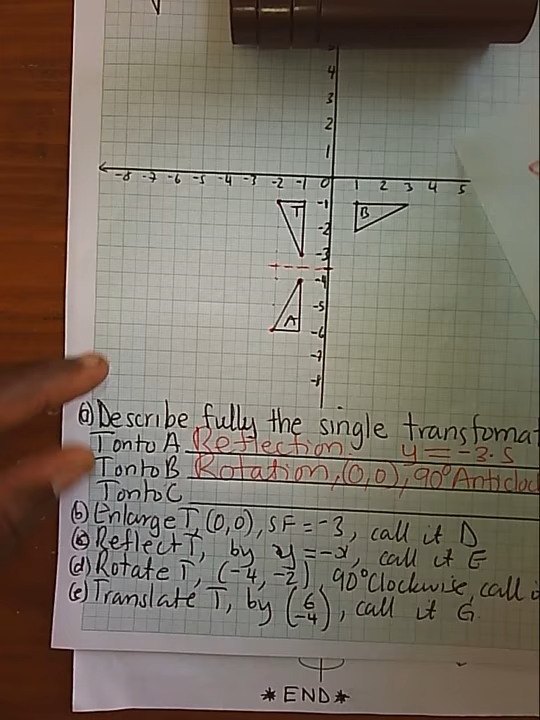 4
3
2
1
-8 -7 -6 -5 -4 -3 -2 -1 0 1 2 3 4 5
T -1 B
-2
-3
-4
-5
A -6
-7
-8
(a) Describe fully the single transformat
T onto A Reflection. y = -3.5
T onto B Rotation, (0,0), 90° Anticloc
T onto C
(b) Enlarge T, (0,0), SF = -3, call it D
(c) Reflect T, by y = -x, call it E
(d) Rotate T, (-4, -2), 90° Clockwise, call
(e) Translate T, by (6 -4), call it G.
*END*